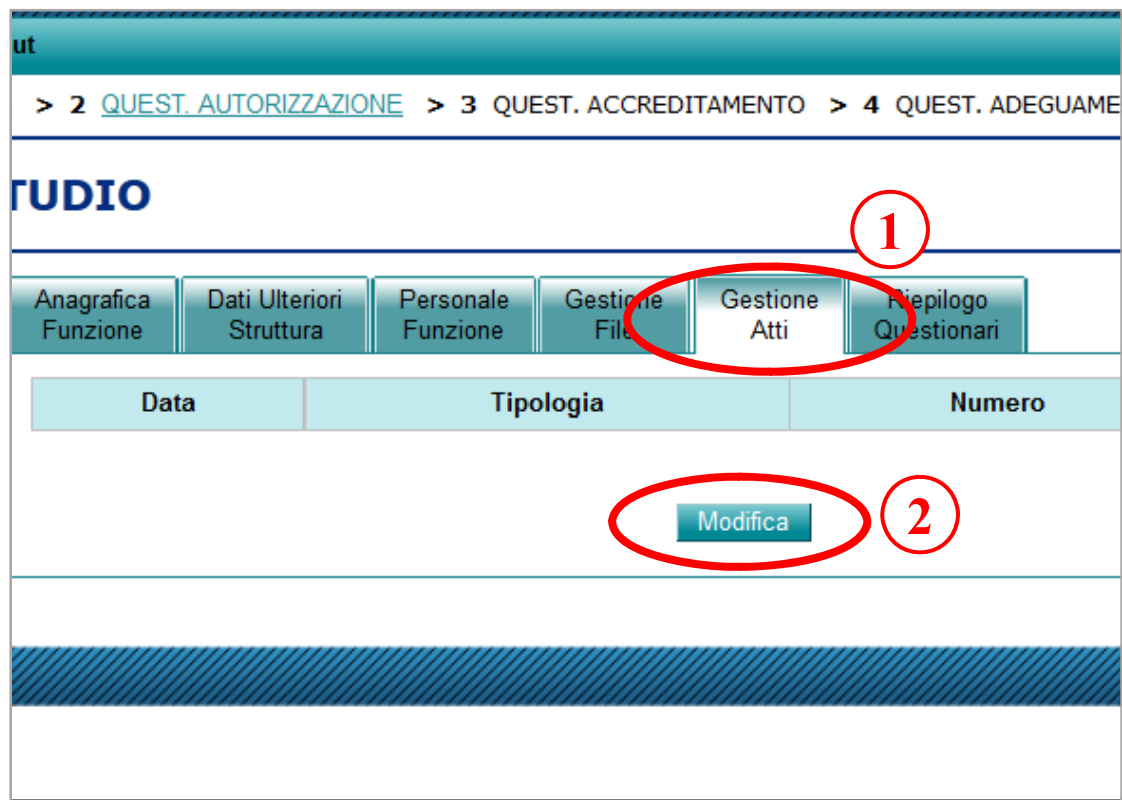 ut
> 2 QUEST. AUTORIZZAZIONE > 3 QUEST. ACCREDITAMENTO > 4 QUEST. ADEGUAME
TUDIO
1
Anagrafica Funzione Dati Ulteriori Struttura Personale Funzione Gestione File Gestione Atti Riepilogo Questionari
Data Tipologia Numero
Modifica 2